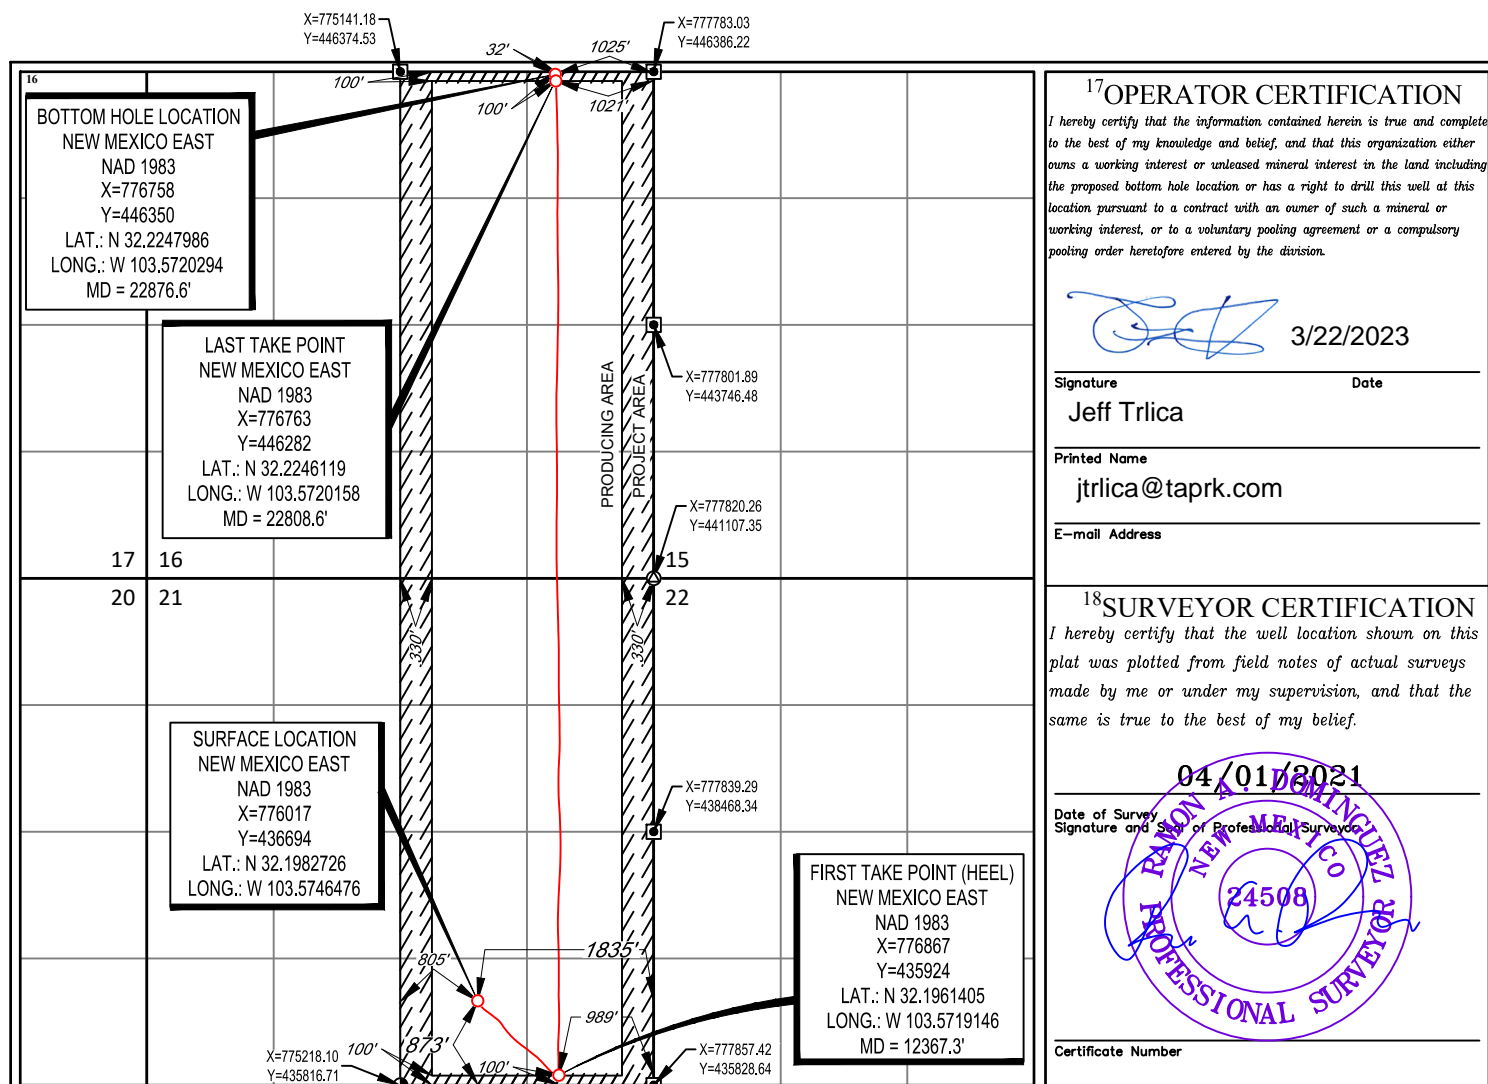 X=775141.18
Y=446374.53
X=777783.03
Y=446386.22
32'
1025'
16
100'
100'
1021'
BOTTOM HOLE LOCATION
NEW MEXICO EAST
NAD 1983
X=776758
Y=446350
LAT.: N 32.2247986
LONG.: W 103.5720294
MD = 22876.6'
LAST TAKE POINT
NEW MEXICO EAST
NAD 1983
X=776763
Y=446282
LAT.: N 32.2246119
LONG.: W 103.5720158
MD = 22808.6'
PRODUCING AREA
PROJECT AREA
X=777801.89
Y=443746.48
X=777820.26
Y=441107.35
17 16
15
20 21
22
330'
330'
SURFACE LOCATION
NEW MEXICO EAST
NAD 1983
X=776017
Y=436694
LAT.: N 32.1982726
LONG.: W 103.5746476
X=777839.29
Y=438468.34
FIRST TAKE POINT (HEEL)
NEW MEXICO EAST
NAD 1983
X=776867
Y=435924
LAT.: N 32.1961405
LONG.: W 103.5719146
MD = 12367.3'
805'
1835'
989'
873'
100'
100'
X=775218.10
Y=435816.71
X=777857.42
Y=435828.64
17 OPERATOR CERTIFICATION
I hereby certify that the information contained herein is true and complete
to the best of my knowledge and belief, and that this organization either
owns a working interest or unleased mineral interest in the land including
the proposed bottom hole location or has a right to drill this well at this
location pursuant to a contract with an owner of such a mineral or
working interest, or to a voluntary pooling agreement or a compulsory
pooling order heretofore entered by the division.
3/22/2023
Signature Date
Jeff Trlica
Printed Name
jtrlica@taprk.com
E-mail Address
18 SURVEYOR CERTIFICATION
I hereby certify that the well location shown on this
plat was plotted from field notes of actual surveys
made by me or under my supervision, and that the
same is true to the best of my belief.
04/01/2021
Date of Survey
Signature and Seal of Professional Surveyor:
RAMON A. DOMINGUEZ
NEW MEXICO
24508
PROFESSIONAL SURVEYOR
Certificate Number